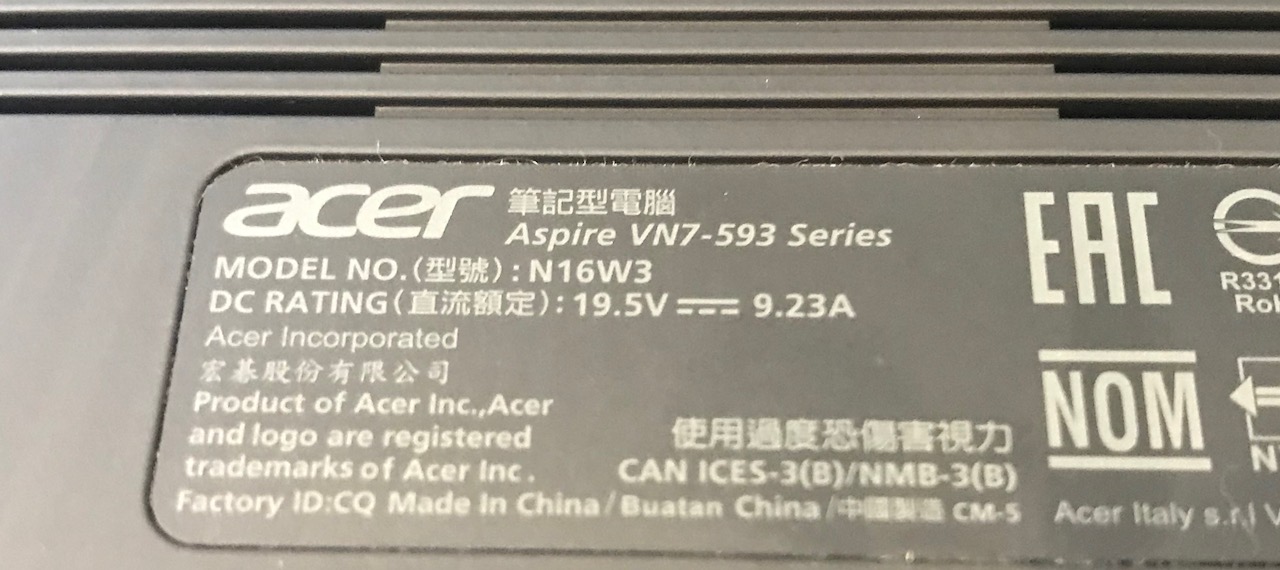 acer 筆記型電腦
Aspire VN7-593 Series
MODEL NO.(型號):N16W3
DC RATING(直流額定):19.5V 9.23A
Acer Incorporated
宏碁股份有限公司
Product of Acer Inc.,Acer
and logo are registered
trademarks of Acer Inc.
使用過度恐傷害視力
CAN ICES-3(B)/NMB-3(B)
Factory ID:CQ Made In China/Buatan China/中國製造 CM-5
EAC
R331
RoH
NOM
N
Acer Italy s.r.l V